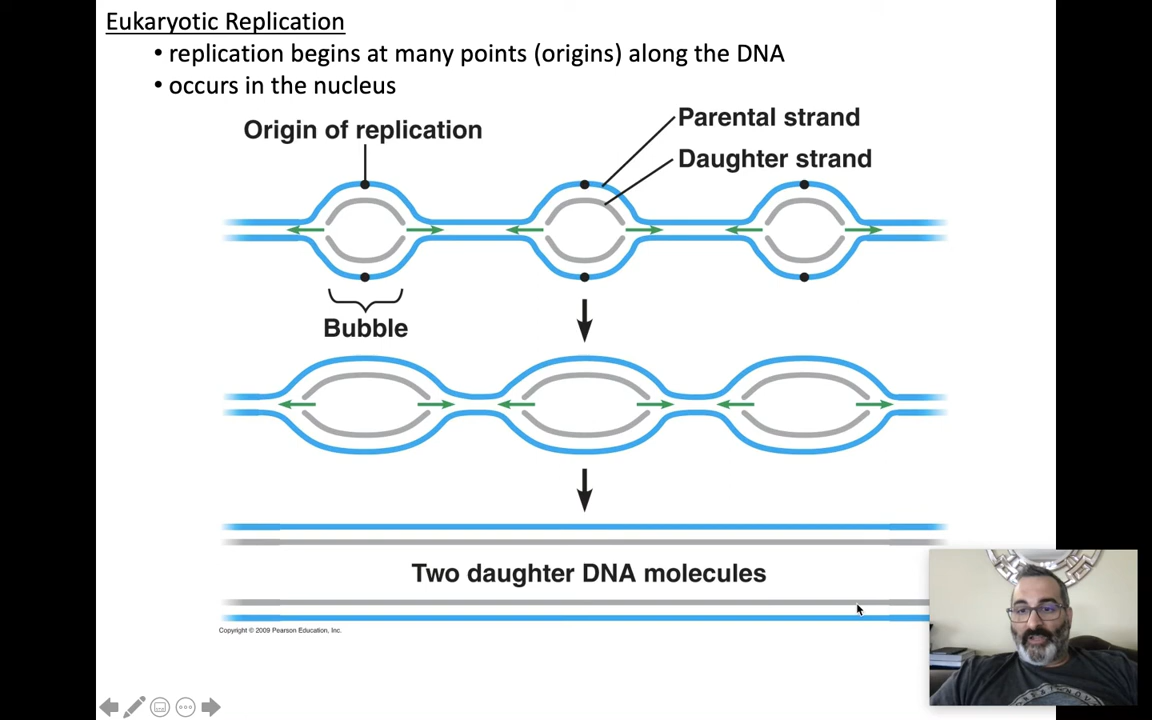 Eukaryotic Replication
• replication begins at many points (origins) along the DNA
• occurs in the nucleus
Origin of replication
Parental strand
Daughter strand
Bubble
Two daughter DNA molecules
Copyright © 2009 Pearson Education, Inc.